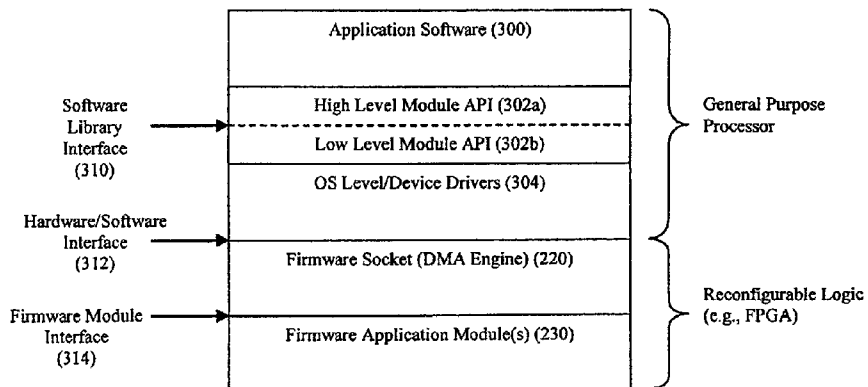 Application Software (300)
High Level Module API (302a)
Low Level Module API (302b)
OS Level/Device Drivers (304)
Firmware Socket (DMA Engine) (220)
Firmware Application Module(s) (230)
Software
Library
Interface
(310)
Hardware/Software
Interface
(312)
Firmware Module
Interface
(314)
General Purpose
Processor
Reconfigurable Logic
(e.g., FPGA)